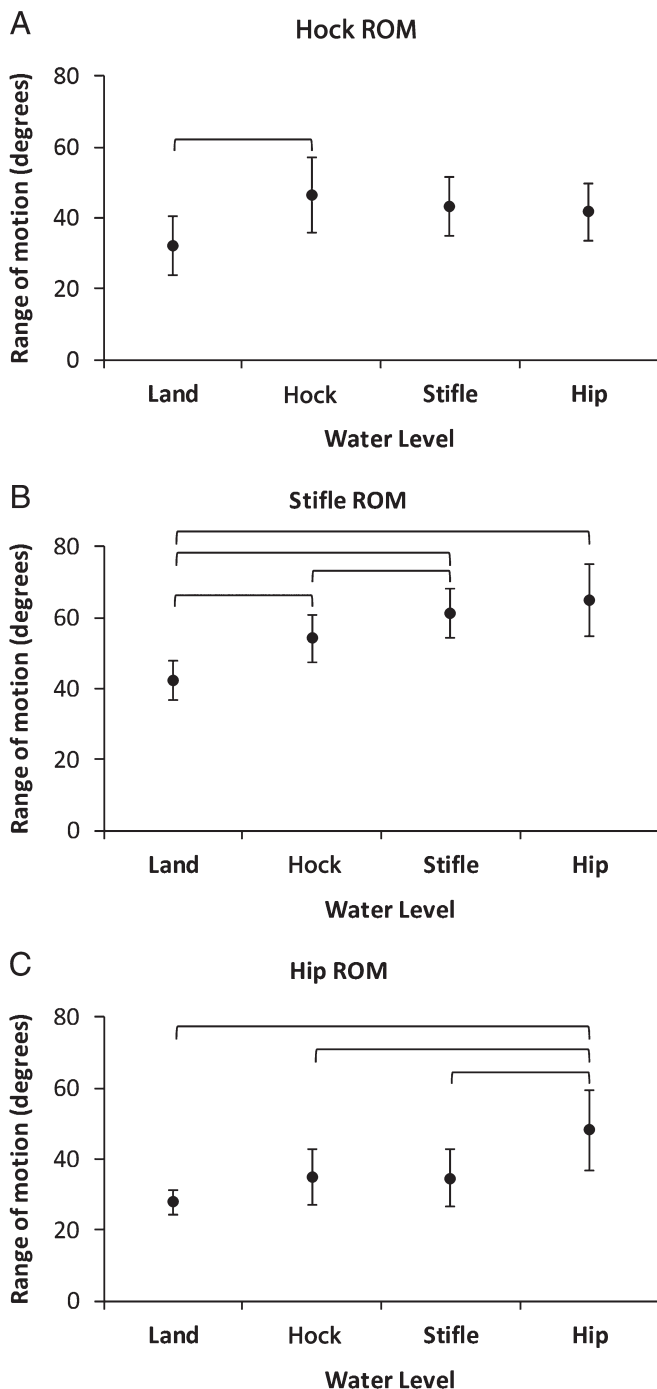 A
Hock ROM
Range of motion (degrees)
80
60
40
20
0
Land Hock Stifle Hip
Water Level
B
Stifle ROM
Range of motion (degrees)
80
60
40
20
0
Land Hock Stifle Hip
Water Level
C
Hip ROM
Range of motion (degrees)
80
60
40
20
0
Land Hock Stifle Hip
Water Level